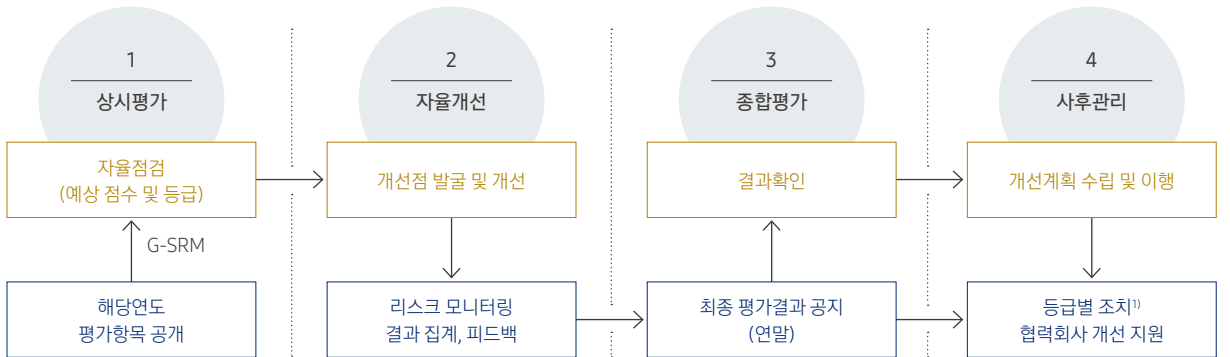 1
상시평가
2
자율개선
3
종합평가
4
사후관리
자율점검
(예상 점수 및 등급)
개선점 발굴 및 개선
결과확인
개선계획 수립 및 이행
G-SRM
해당연도
평가항목 공개
리스크 모니터링
결과 집계, 피드백
최종 평가결과 공지
(연말)
등급별 조치¹⁾
협력회사 개선 지원